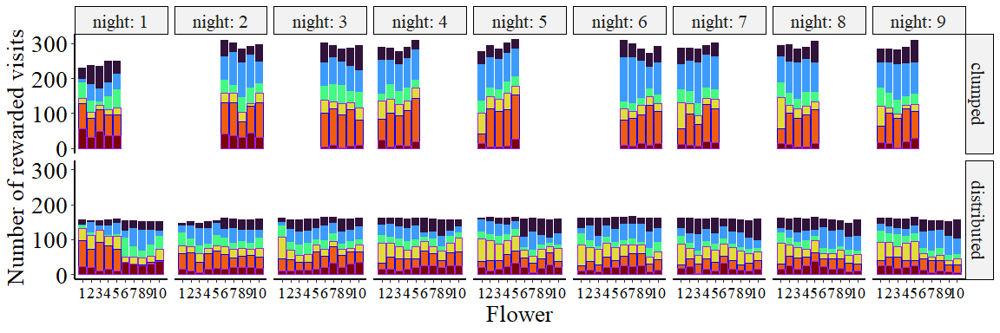 night: 1 night: 2 night: 3 night: 4 night: 5 night: 6 night: 7 night: 8 night: 9
Number of rewarded visits
300
200
100
0
clumped
300
200
100
0
distributed
12345678910 12345678910 12345678910 12345678910 12345678910 12345678910 12345678910 12345678910 12345678910
Flower